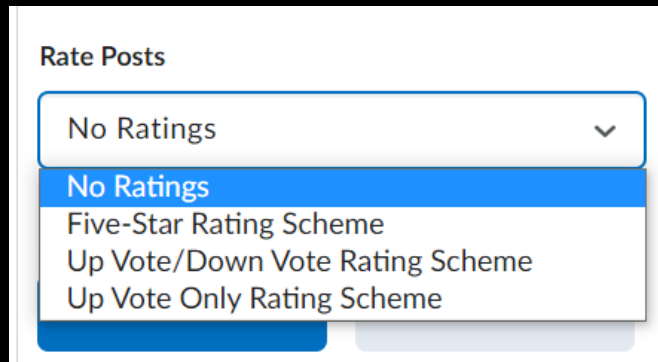 Rate Posts
No Ratings
No Ratings
Five-Star Rating Scheme
Up Vote/Down Vote Rating Scheme
Up Vote Only Rating Scheme